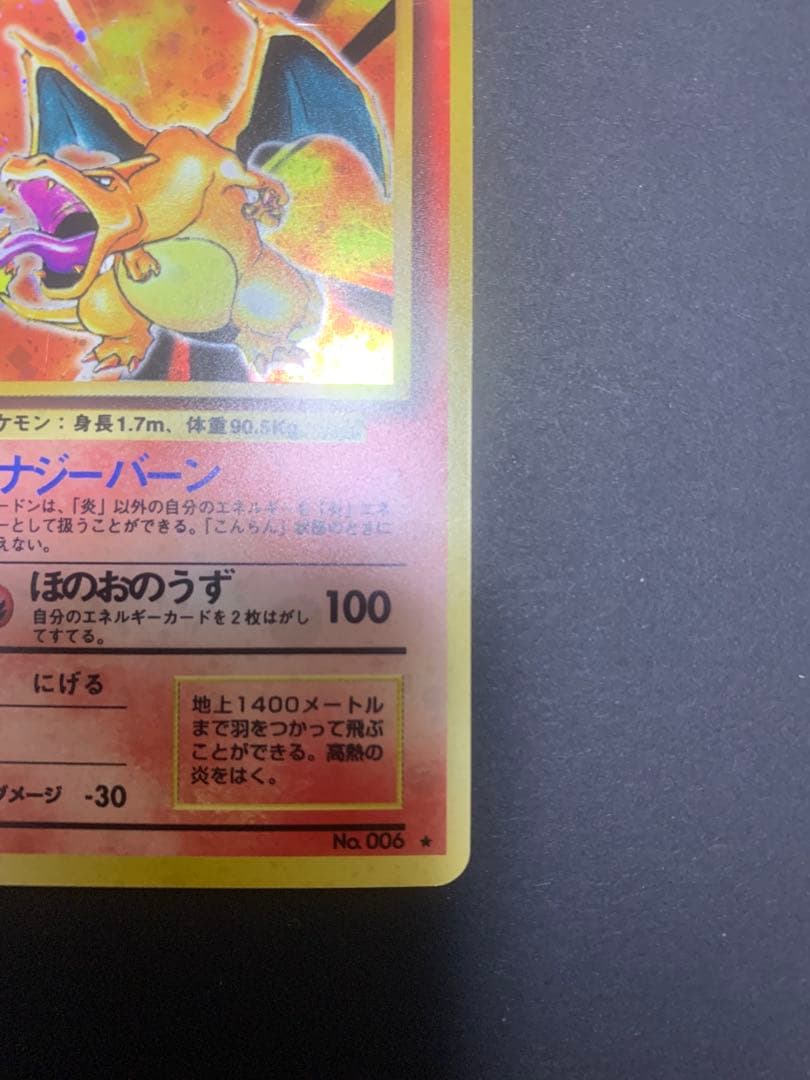 ケモン：身長1.7m、体重90.5Kg
ナジーバーン
ードンは、「炎」以外の自分のエネルギーを「炎」エネ
ーとして扱うことができる。「こんらん」状態のときに
えない。
ほのおのうず
自分のエネルギーカードを2枚はがし
てすてる。
100
にげる
地上1400メートル
まで羽をつかって飛ぶ
ことができる。高熱の
炎をはく。
ダメージ -30
No. 006 ★